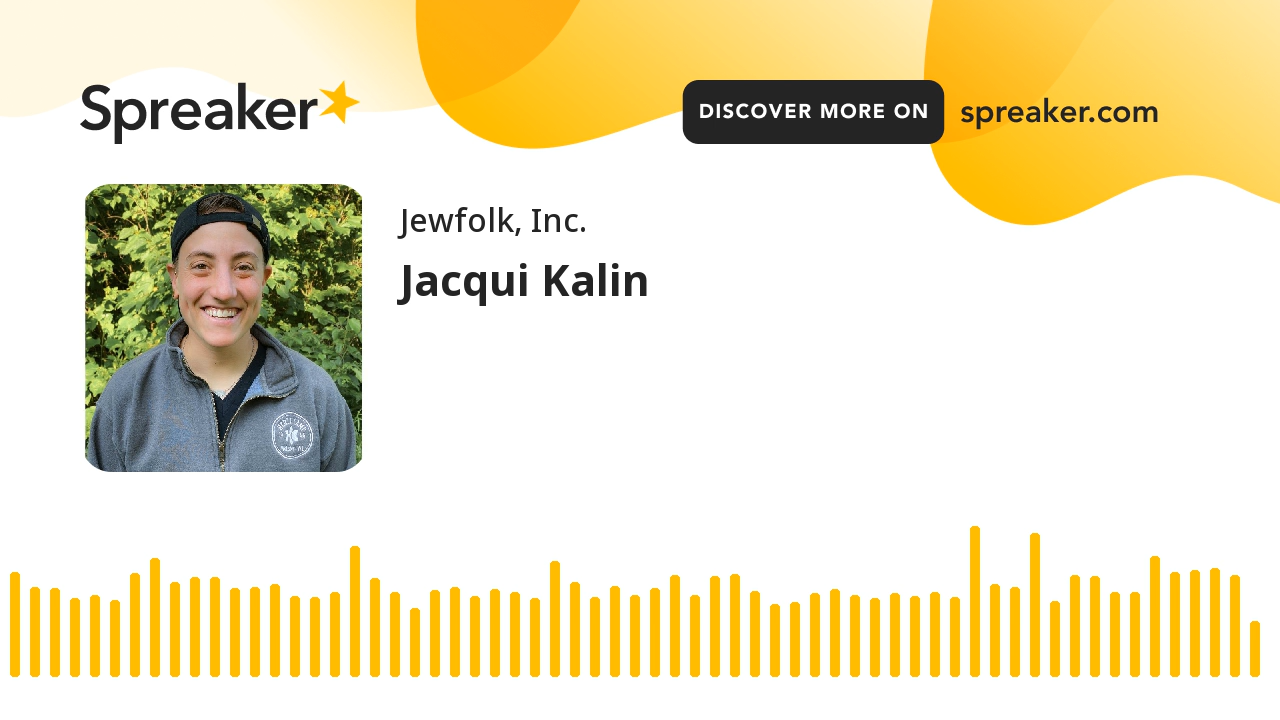 Spreaker
DISCOVER MORE ON
spreaker.com
Jewfolk, Inc.
Jacqui Kalin